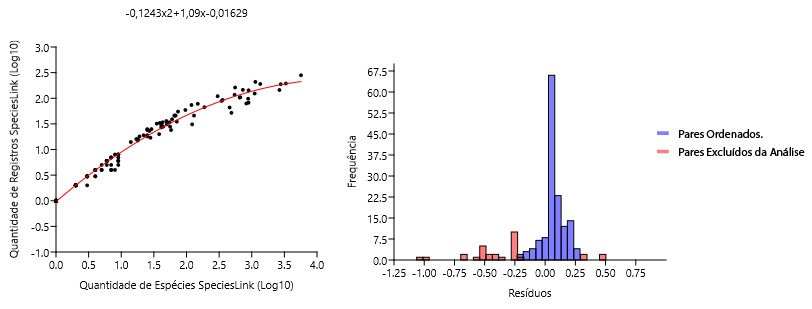 -0,1243x2+1,09x-0,01629
Quantidade de Registros SpeciesLink (Log10)
3.0
2.5
2.0
1.5
1.0
0.5
0.0
-0.5
-1.0
0.0 0.5 1.0 1.5 2.0 2.5 3.0 3.5 4.0
Quantidade de Espécies SpeciesLink (Log10)
Frequência
67.5
60.0
52.5
45.0
37.5
30.0
22.5
15.0
7.5
0.0
-1.25 -1.00 -0.75 -0.50 -0.25 0.00 0.25 0.50 0.75
Resíduos
Pares Ordenados.
Pares Excluídos da Análise